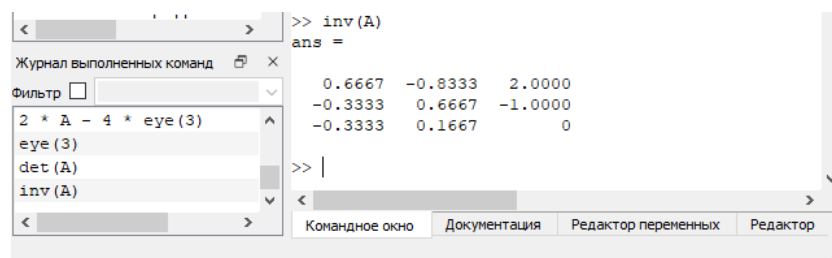 Журнал выполненных команд
Фильтр
2 * A - 4 * eye(3)
eye(3)
det(A)
inv(A)
>> inv(A)
ans =
0.6667 -0.8333 2.0000
-0.3333 0.6667 -1.0000
-0.3333 0.1667 0
>>
Командное окно Документация Редактор переменных Редактор